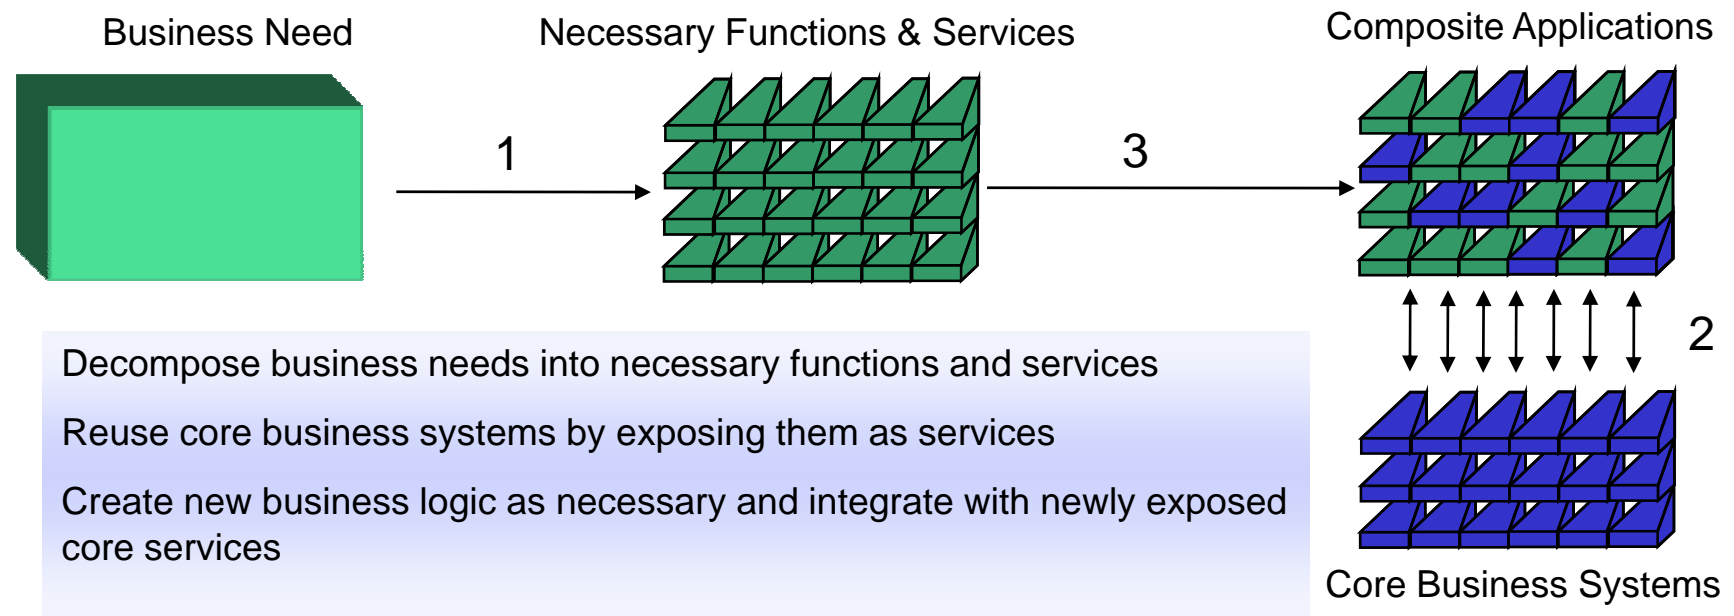 Business Need
Necessary Functions & Services
Composite Applications
1
3
2
Decompose business needs into necessary functions and services
Reuse core business systems by exposing them as services
Create new business logic as necessary and integrate with newly exposed
core services
Core Business Systems